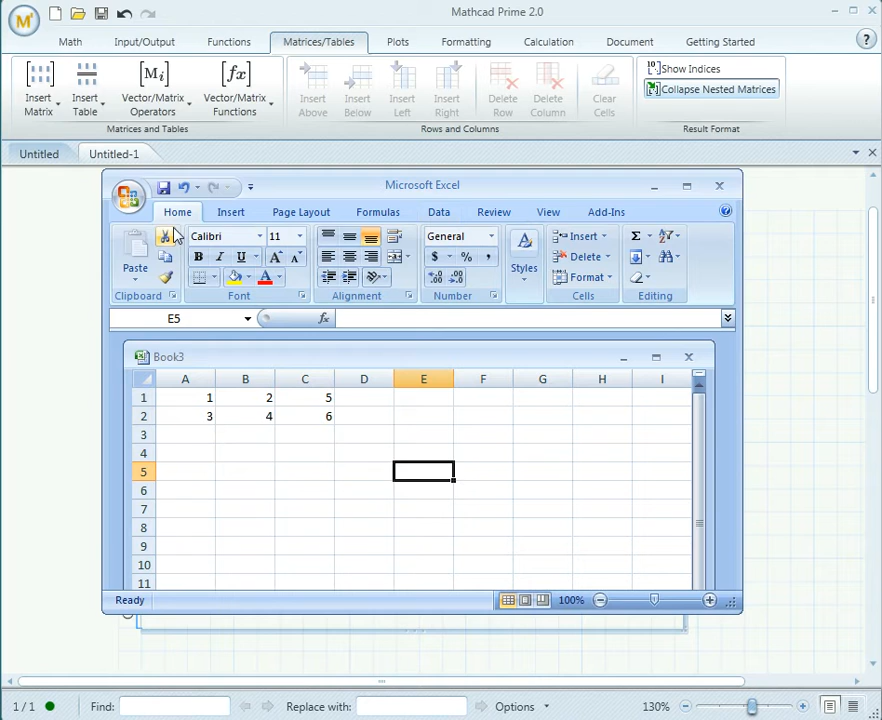 Mathcad Prime 2.0
Math Input/Output Functions Matrices/Tables Plots Formatting Calculation Document Getting Started
Insert Matrix
Insert Table
Vector/Matrix Operators
Vector/Matrix Functions
Matrices and Tables
Insert Above
Insert Below
Insert Left
Insert Right
Delete Row
Delete Column
Clear Cells
Rows and Columns
Show Indices
Collapse Nested Matrices
Result Format
Untitled Untitled-1
Microsoft Excel
Home Insert Page Layout Formulas Data Review View Add-Ins
Paste
Clipboard
Calibri 11
B I U
Font
Alignment
General
$ % ,
Number
Styles
Insert
Delete
Format
Cells
Σ
Editing
E5 fx
Book3
A B C D E F G H I
1 1 2 5
2 3 4 6
3
4
5
6
7
8
9
10
11
Ready 100%
1 / 1 Find: Replace with: Options 130%